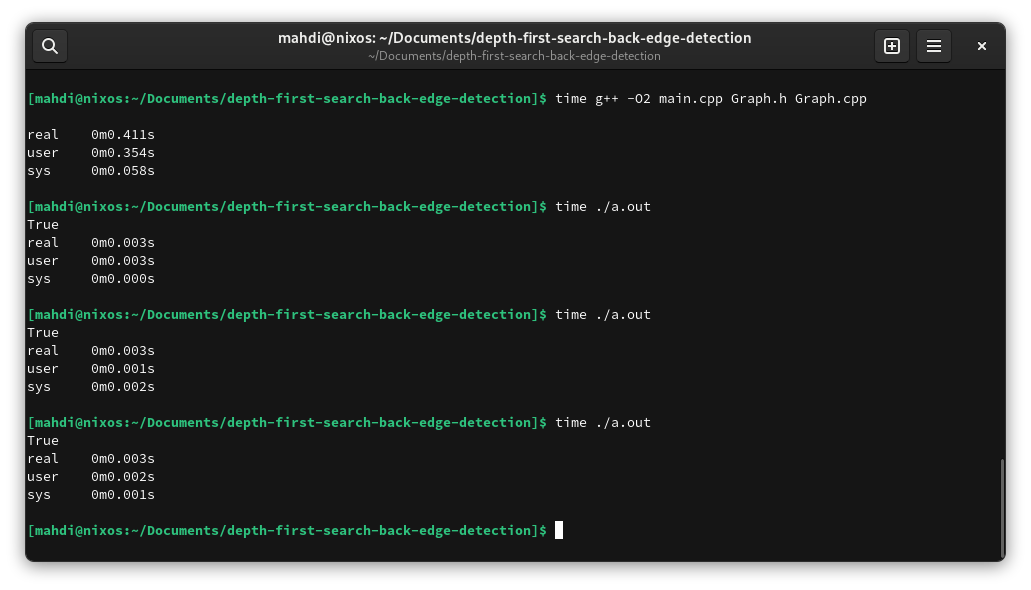 mahdi@nixos: ~/Documents/depth-first-search-back-edge-detection
~/Documents/depth-first-search-back-edge-detection
[mahdi@nixos:~/Documents/depth-first-search-back-edge-detection]$ time g++ -O2 main.cpp Graph.h Graph.cpp
real    0m0.411s
user    0m0.354s
sys     0m0.058s
[mahdi@nixos:~/Documents/depth-first-search-back-edge-detection]$ time ./a.out
True
real    0m0.003s
user    0m0.003s
sys     0m0.000s
[mahdi@nixos:~/Documents/depth-first-search-back-edge-detection]$ time ./a.out
True
real    0m0.003s
user    0m0.001s
sys     0m0.002s
[mahdi@nixos:~/Documents/depth-first-search-back-edge-detection]$ time ./a.out
True
real    0m0.003s
user    0m0.002s
sys     0m0.001s
[mahdi@nixos:~/Documents/depth-first-search-back-edge-detection]$